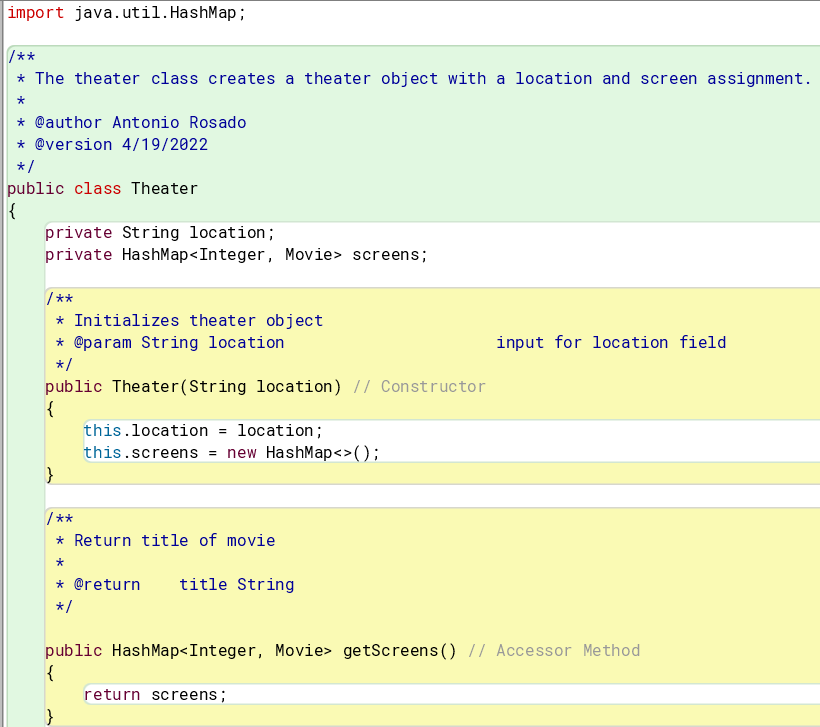 import java.util.HashMap;
/**
 * The theater class creates a theater object with a location and screen assignment.
 *
 * @author Antonio Rosado
 * @version 4/19/2022
 */
public class Theater
{
    private String location;
    private HashMap<Integer, Movie> screens;
    /**
     * Initializes theater object
     * @param String location                      input for location field
     */
    public Theater(String location) // Constructor
    {
        this.location = location;
        this.screens = new HashMap<>();
    }
    /**
     * Return title of movie
     *
     * @return    title String
     */
    public HashMap<Integer, Movie> getScreens() // Accessor Method
    {
        return screens;
    }